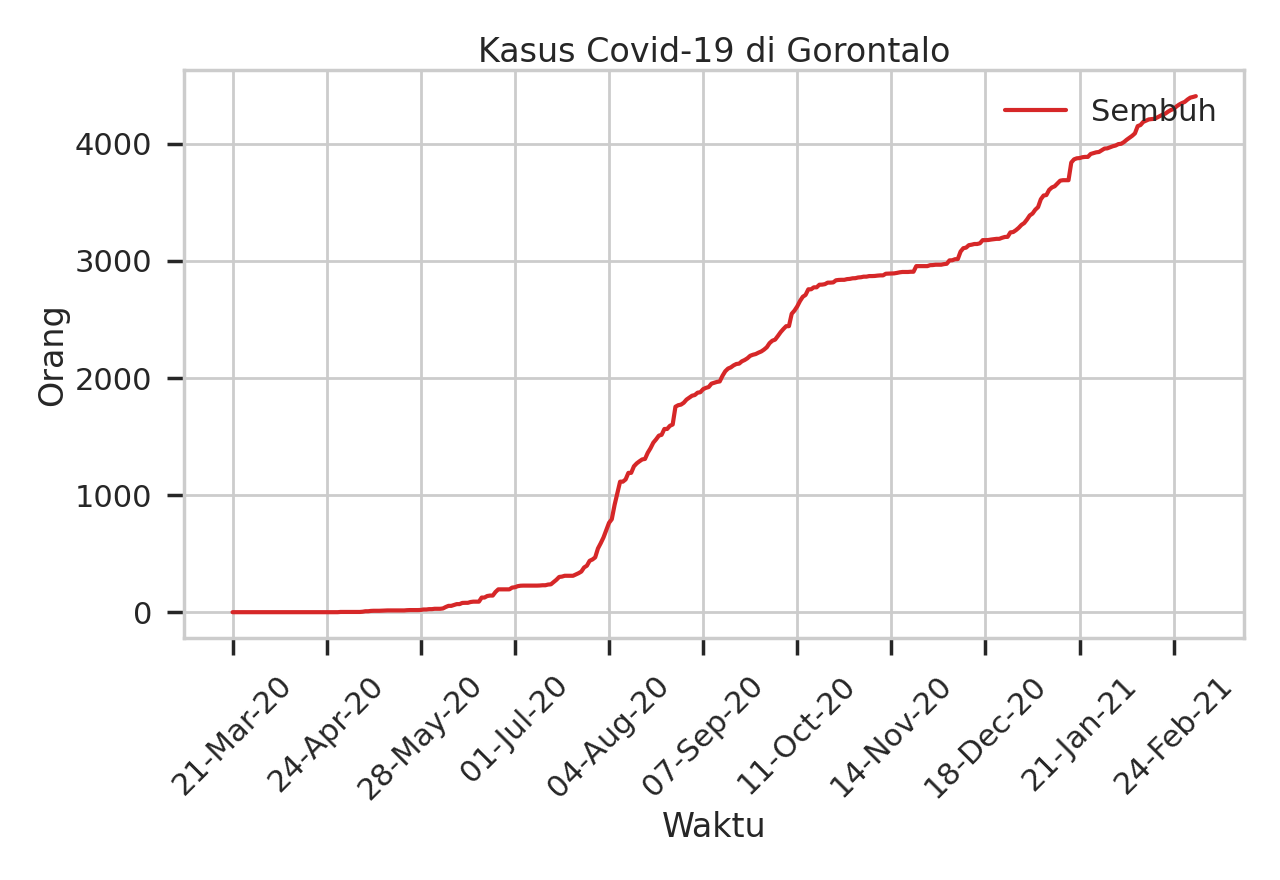 Kasus Covid-19 di Gorontalo
Sembuh
4000
3000
2000
1000
0
Orang
21-Mar-20
24-Apr-20
28-May-20
01-Jul-20
04-Aug-20
07-Sep-20
11-Oct-20
14-Nov-20
18-Dec-20
21-Jan-21
24-Feb-21
Waktu